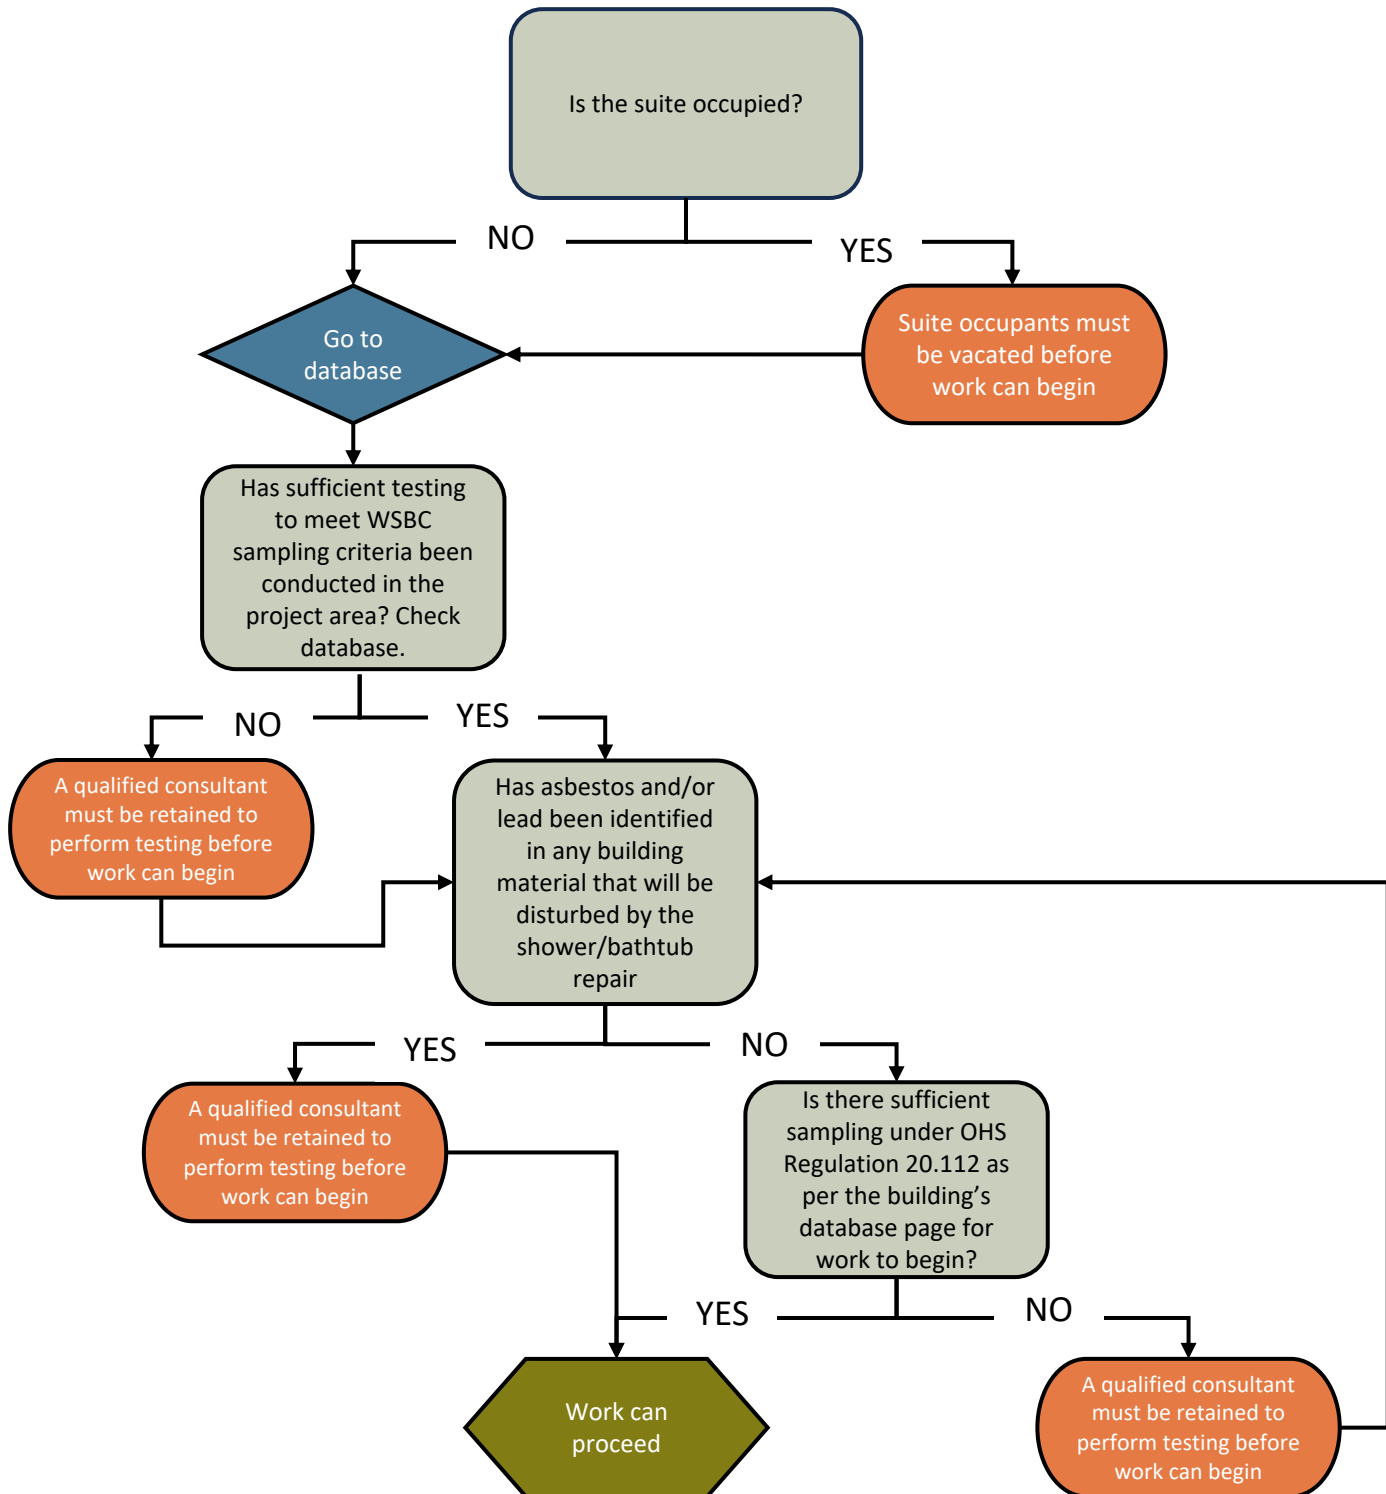 Is the suite occupied?
NO
YES
Go to
database
Suite occupants must
be vacated before
work can begin
Has sufficient testing
to meet WSBC
sampling criteria been
conducted in the
project area? Check
database.
NO
YES
A qualified consultant
must be retained to
perform testing before
work can begin
Has asbestos and/or
lead been identified
in any building
material that will be
disturbed by the
shower/bathtub
repair
YES
NO
A qualified consultant
must be retained to
perform testing before
work can begin
Is there sufficient
sampling under OHS
Regulation 20.112 as
per the building’s
database page for
work to begin?
YES
NO
Work can
proceed
A qualified consultant
must be retained to
perform testing before
work can begin